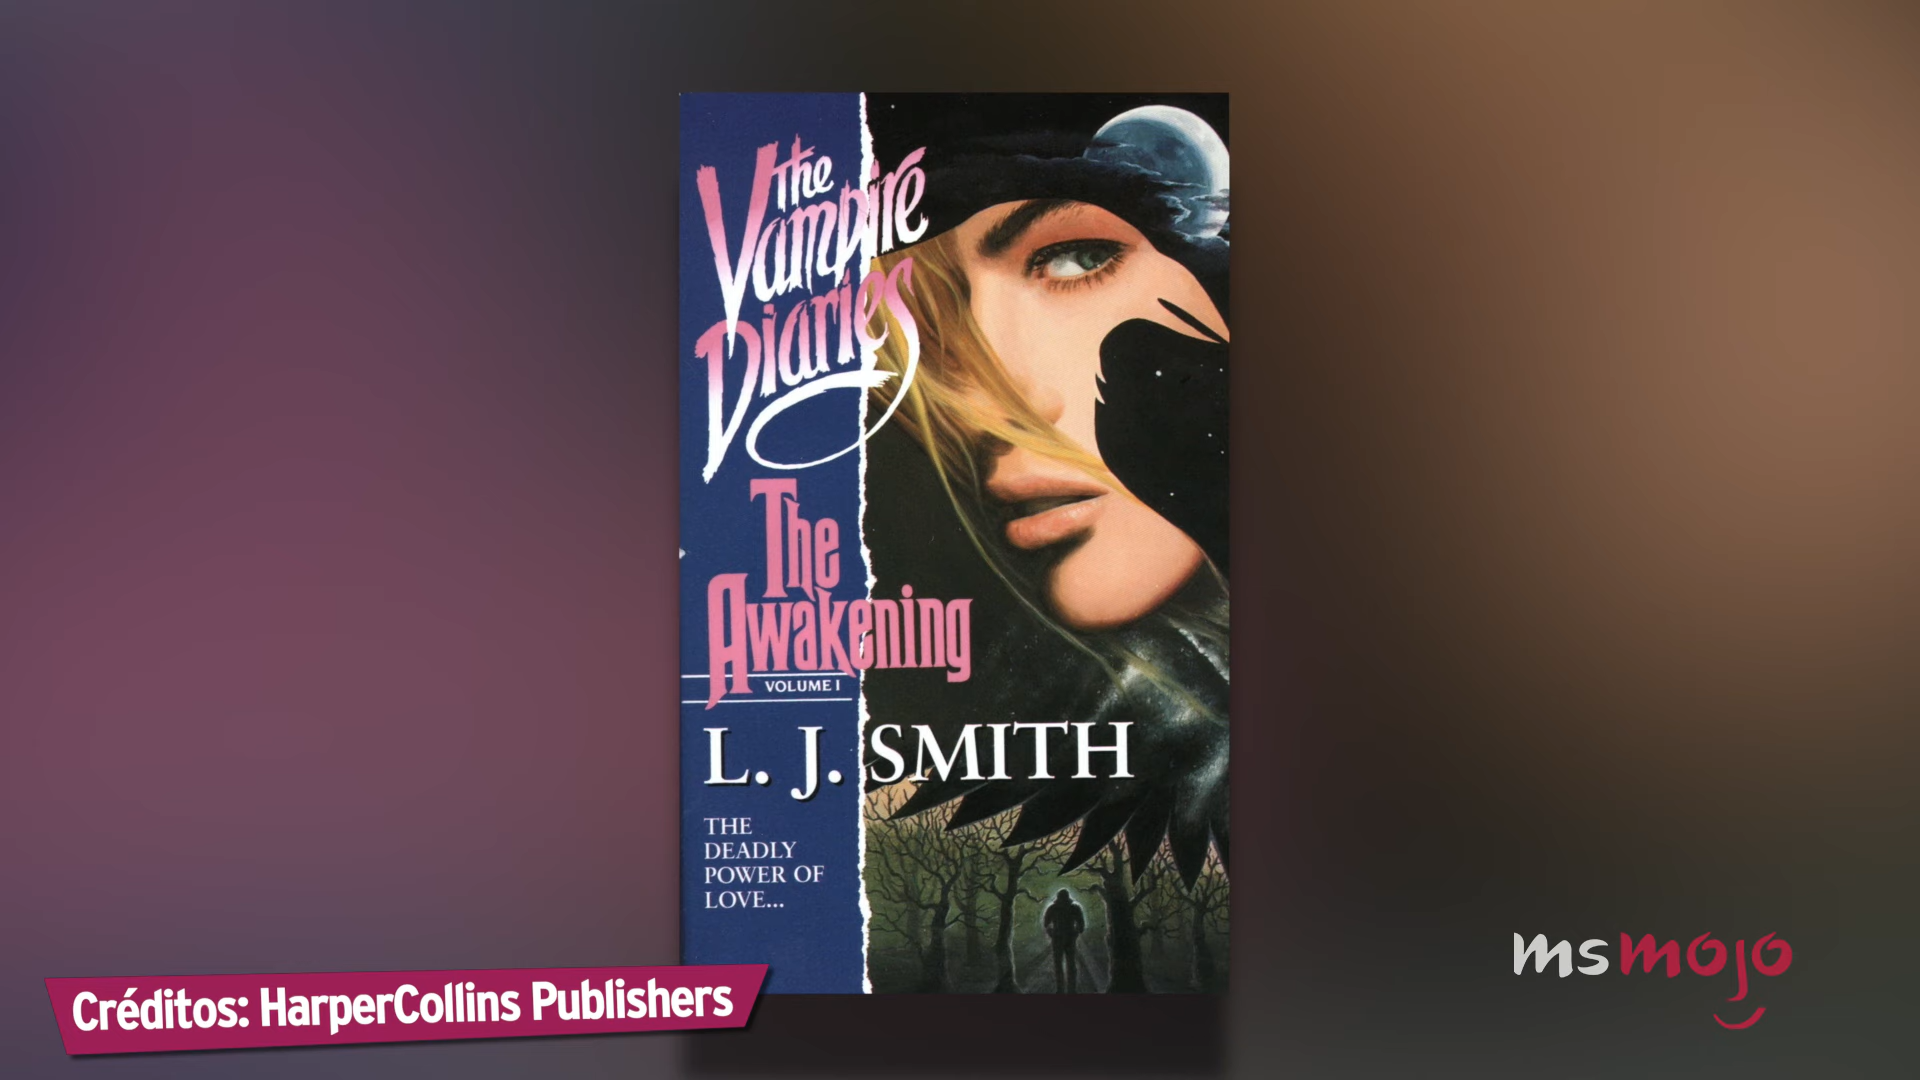 The
Vampire
Diaries
The
Awakening
VOLUME I
L. J. SMITH
THE
DEADLY
POWER OF
LOVE...
Créditos: HarperCollins Publishers
msmojo